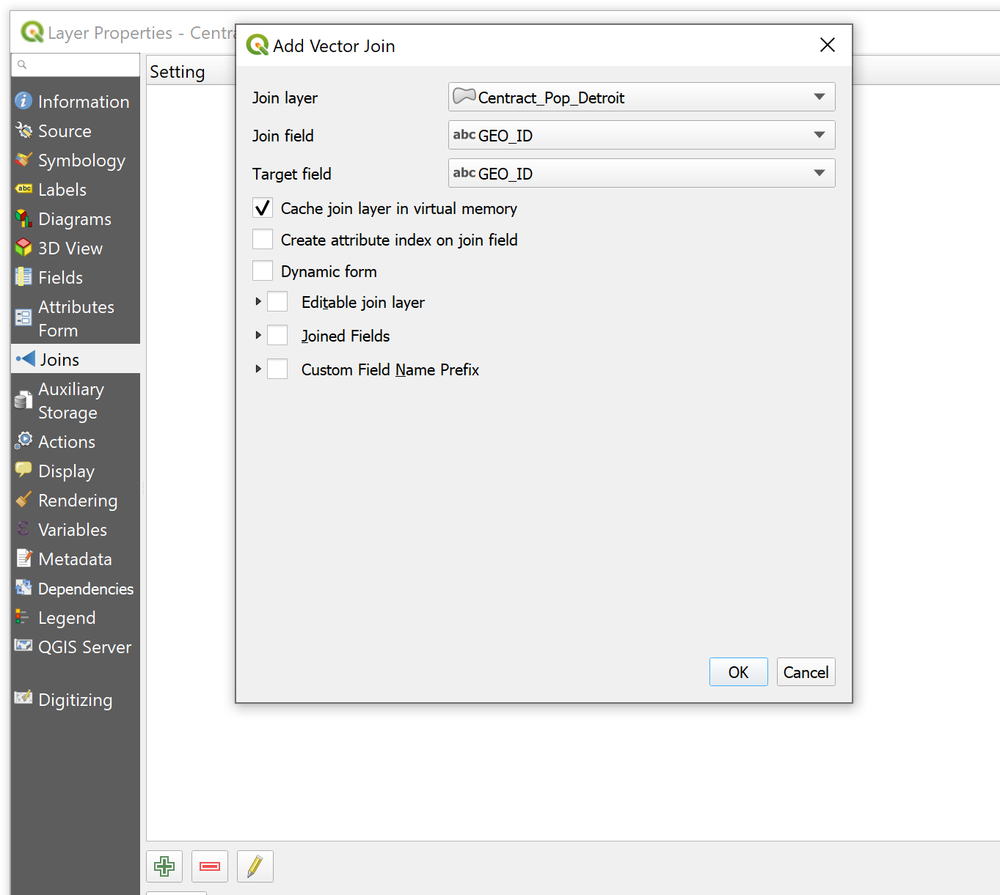 Layer Properties - Centra
Add Vector Join
Setting
Information
Source
Symbology
abc Labels
Diagrams
3D View
Fields
Attributes
Form
Joins
Auxiliary
Storage
Actions
Display
Rendering
Variables
Metadata
Dependencies
Legend
QGIS Server
Digitizing
Join layer Centract_Pop_Detroit
Join field abc GEO_ID
Target field abc GEO_ID
Cache join layer in virtual memory
Create attribute index on join field
Dynamic form
Editable join layer
Joined Fields
Custom Field Name Prefix
OK Cancel